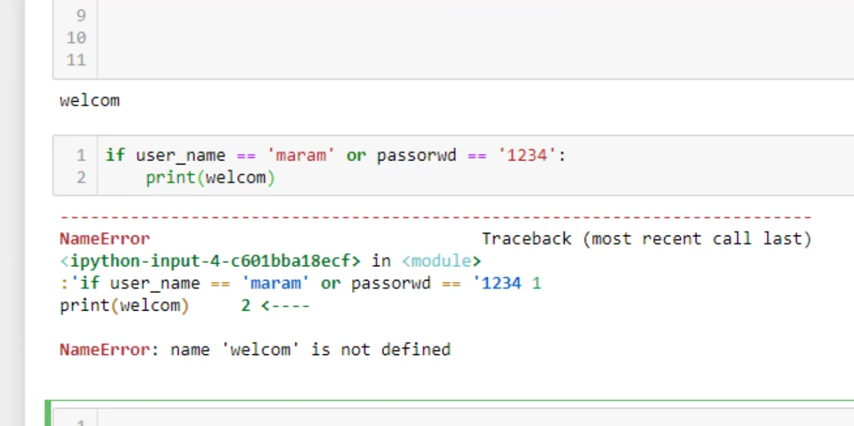 9
10
11
welcom
1 if user_name == 'maram' or passorwd == '1234':
2     print(welcom)
---------------------------------------------------------------------------
NameError                                 Traceback (most recent call last)
<ipython-input-4-c601bba18ecf> in <module>
:'if user_name == 'maram' or passorwd == '1234 1
print(welcom)     2 <----
NameError: name 'welcom' is not defined
1